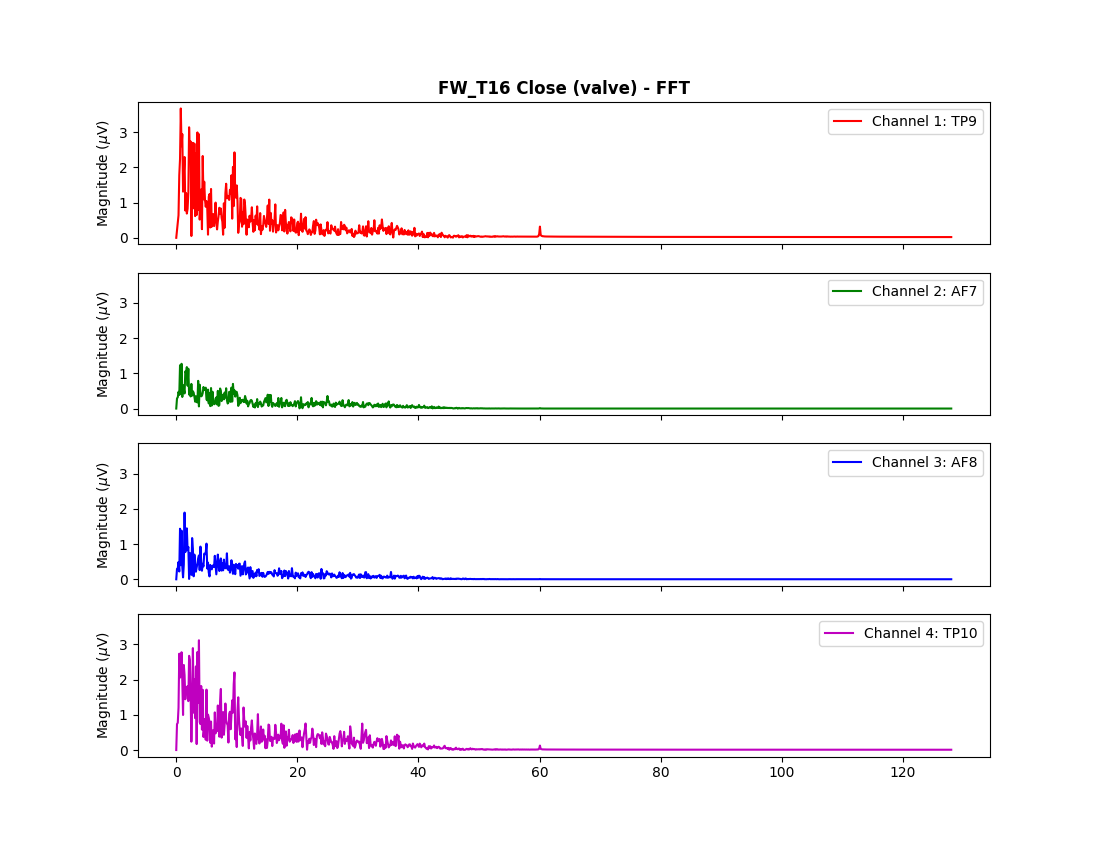 FW_T16 Close (valve) - FFT
Magnitude (μV)
3
2
1
0
Channel 1: TP9
Magnitude (μV)
3
2
1
0
Channel 2: AF7
Magnitude (μV)
3
2
1
0
Channel 3: AF8
Magnitude (μV)
3
2
1
0
Channel 4: TP10
0 20 40 60 80 100 120